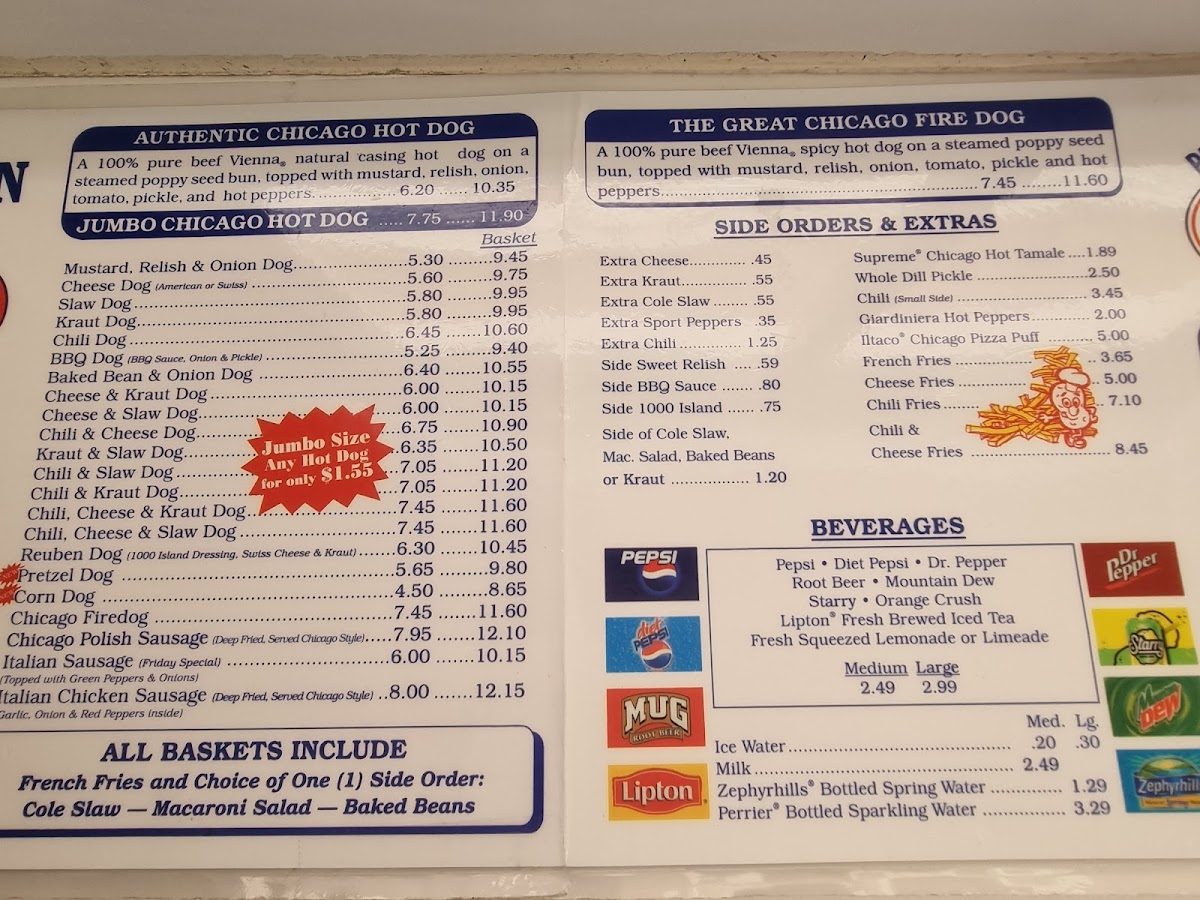 N
AUTHENTIC CHICAGO HOT DOG
A 100% pure beef Vienna® natural casing hot dog on a
steamed poppy seed bun, topped with mustard, relish, onion,
tomato, pickle, and hot peppers..............6.20 ......10.35
JUMBO CHICAGO HOT DOG .....7.75 ......11.90
Basket
Mustard, Relish & Onion Dog......................5.30 ........9.45
Cheese Dog (American or Swiss) ..............................5.60 ........9.75
Slaw Dog....................................................5.80 ........9.95
Kraut Dog...................................................5.80 ........9.95
Chili Dog....................................................6.45 ......10.60
BBQ Dog (BBQ Sauce, Onion & Pickle) ..........................5.25 ........9.40
Baked Bean & Onion Dog ..........................6.40 ......10.55
Cheese & Kraut Dog...................................6.00 ......10.15
Cheese & Slaw Dog.....................................6.00 ......10.15
Chili & Cheese Dog.....................................6.75 ......10.90
Kraut & Slaw Dog.......................................6.35 ......10.50
Chili & Slaw Dog.........................................7.05 ......11.20
Chili & Kraut Dog........................................7.05 ......11.20
Chili, Cheese & Kraut Dog...........................7.45 ......11.60
Chili, Cheese & Slaw Dog ............................7.45 ......11.60
Reuben Dog (1000 Island Dressing, Swiss Cheese & Kraut).......6.30 ......10.45
Pretzel Dog ................................................5.65 ........9.80
Corn Dog ...................................................4.50 ........8.65
Chicago Firedog ..........................................7.45 ......11.60
Chicago Polish Sausage (Deep Fried, Served Chicago Style).....7.95 ......12.10
Italian Sausage (Friday Special) .............................6.00 ......10.15
(Topped with Green Peppers & Onions)
Italian Chicken Sausage (Deep Fried, Served Chicago Style) ..8.00 .......12.15
Garlic, Onion & Red Peppers inside)
Jumbo Size
Any Hot Dog
for only $1.55
ALL BASKETS INCLUDE
French Fries and Choice of One (1) Side Order:
Cole Slaw — Macaroni Salad — Baked Beans
THE GREAT CHICAGO FIRE DOG
A 100% pure beef Vienna® spicy hot dog on a steamed poppy seed
bun, topped with mustard, relish, onion, tomato, pickle and hot
peppers..............................................................7.45 ........11.60
SIDE ORDERS & EXTRAS
Extra Cheese............. .45
Extra Kraut............... .55
Extra Cole Slaw ........ .55
Extra Sport Peppers .35
Extra Chili ............. 1.25
Side Sweet Relish .... .59
Side BBQ Sauce ....... .80
Side 1000 Island ...... .75
Side of Cole Slaw,
Mac. Salad, Baked Beans
or Kraut ................. 1.20
Supreme® Chicago Hot Tamale ....1.89
Whole Dill Pickle .........................2.50
Chili (Small Side) .............................3.45
Giardiniera Hot Peppers............... 2.00
Iltaco® Chicago Pizza Puff .......... 5.00
French Fries ............................... 3.65
Cheese Fries .............................. 5.00
Chili Fries................................... 7.10
Chili &
Cheese Fries .............................. 8.45
BEVERAGES
Pepsi • Diet Pepsi • Dr. Pepper
Root Beer • Mountain Dew
Starry • Orange Crush
Lipton® Fresh Brewed Iced Tea
Fresh Squeezed Lemonade or Limeade
Medium Large
2.49 2.99
Med. Lg.
Ice Water..................................... .20 .30
Milk ............................................ 2.49
Zephyrhills® Bottled Spring Water ............. 1.29
Perrier® Bottled Sparkling Water ............... 3.29
PEPSI
diet
PEPSI
MUG
ROOT BEER
Lipton
Dr
Pepper
Starry
Mtn
Dew
Zephyrhill